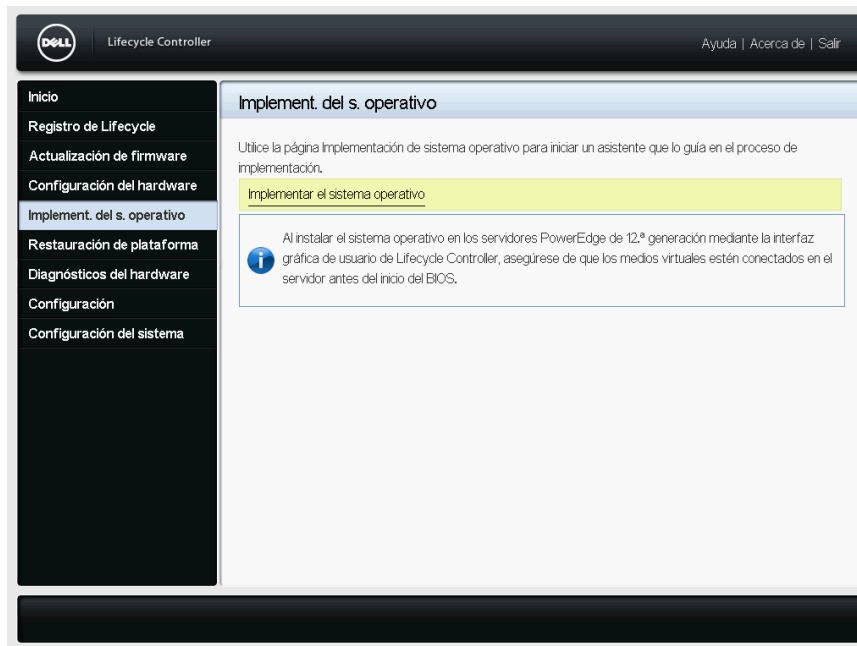 DELL
Lifecycle Controller
Ayuda | Acerca de | Salir
Inicio
Registro de Lifecycle
Actualización de firmware
Configuración del hardware
Implement. del s. operativo
Restauración de plataforma
Diagnósticos del hardware
Configuración
Configuración del sistema
Implement. del s. operativo
Utilice la página Implementación de sistema operativo para iniciar un asistente que lo guía en el proceso de
implementación.
Implementar el sistema operativo
Al instalar el sistema operativo en los servidores PowerEdge de 12.ª generación mediante la interfaz
gráfica de usuario de Lifecycle Controller, asegúrese de que los medios virtuales estén conectados en el
servidor antes del inicio del BIOS.